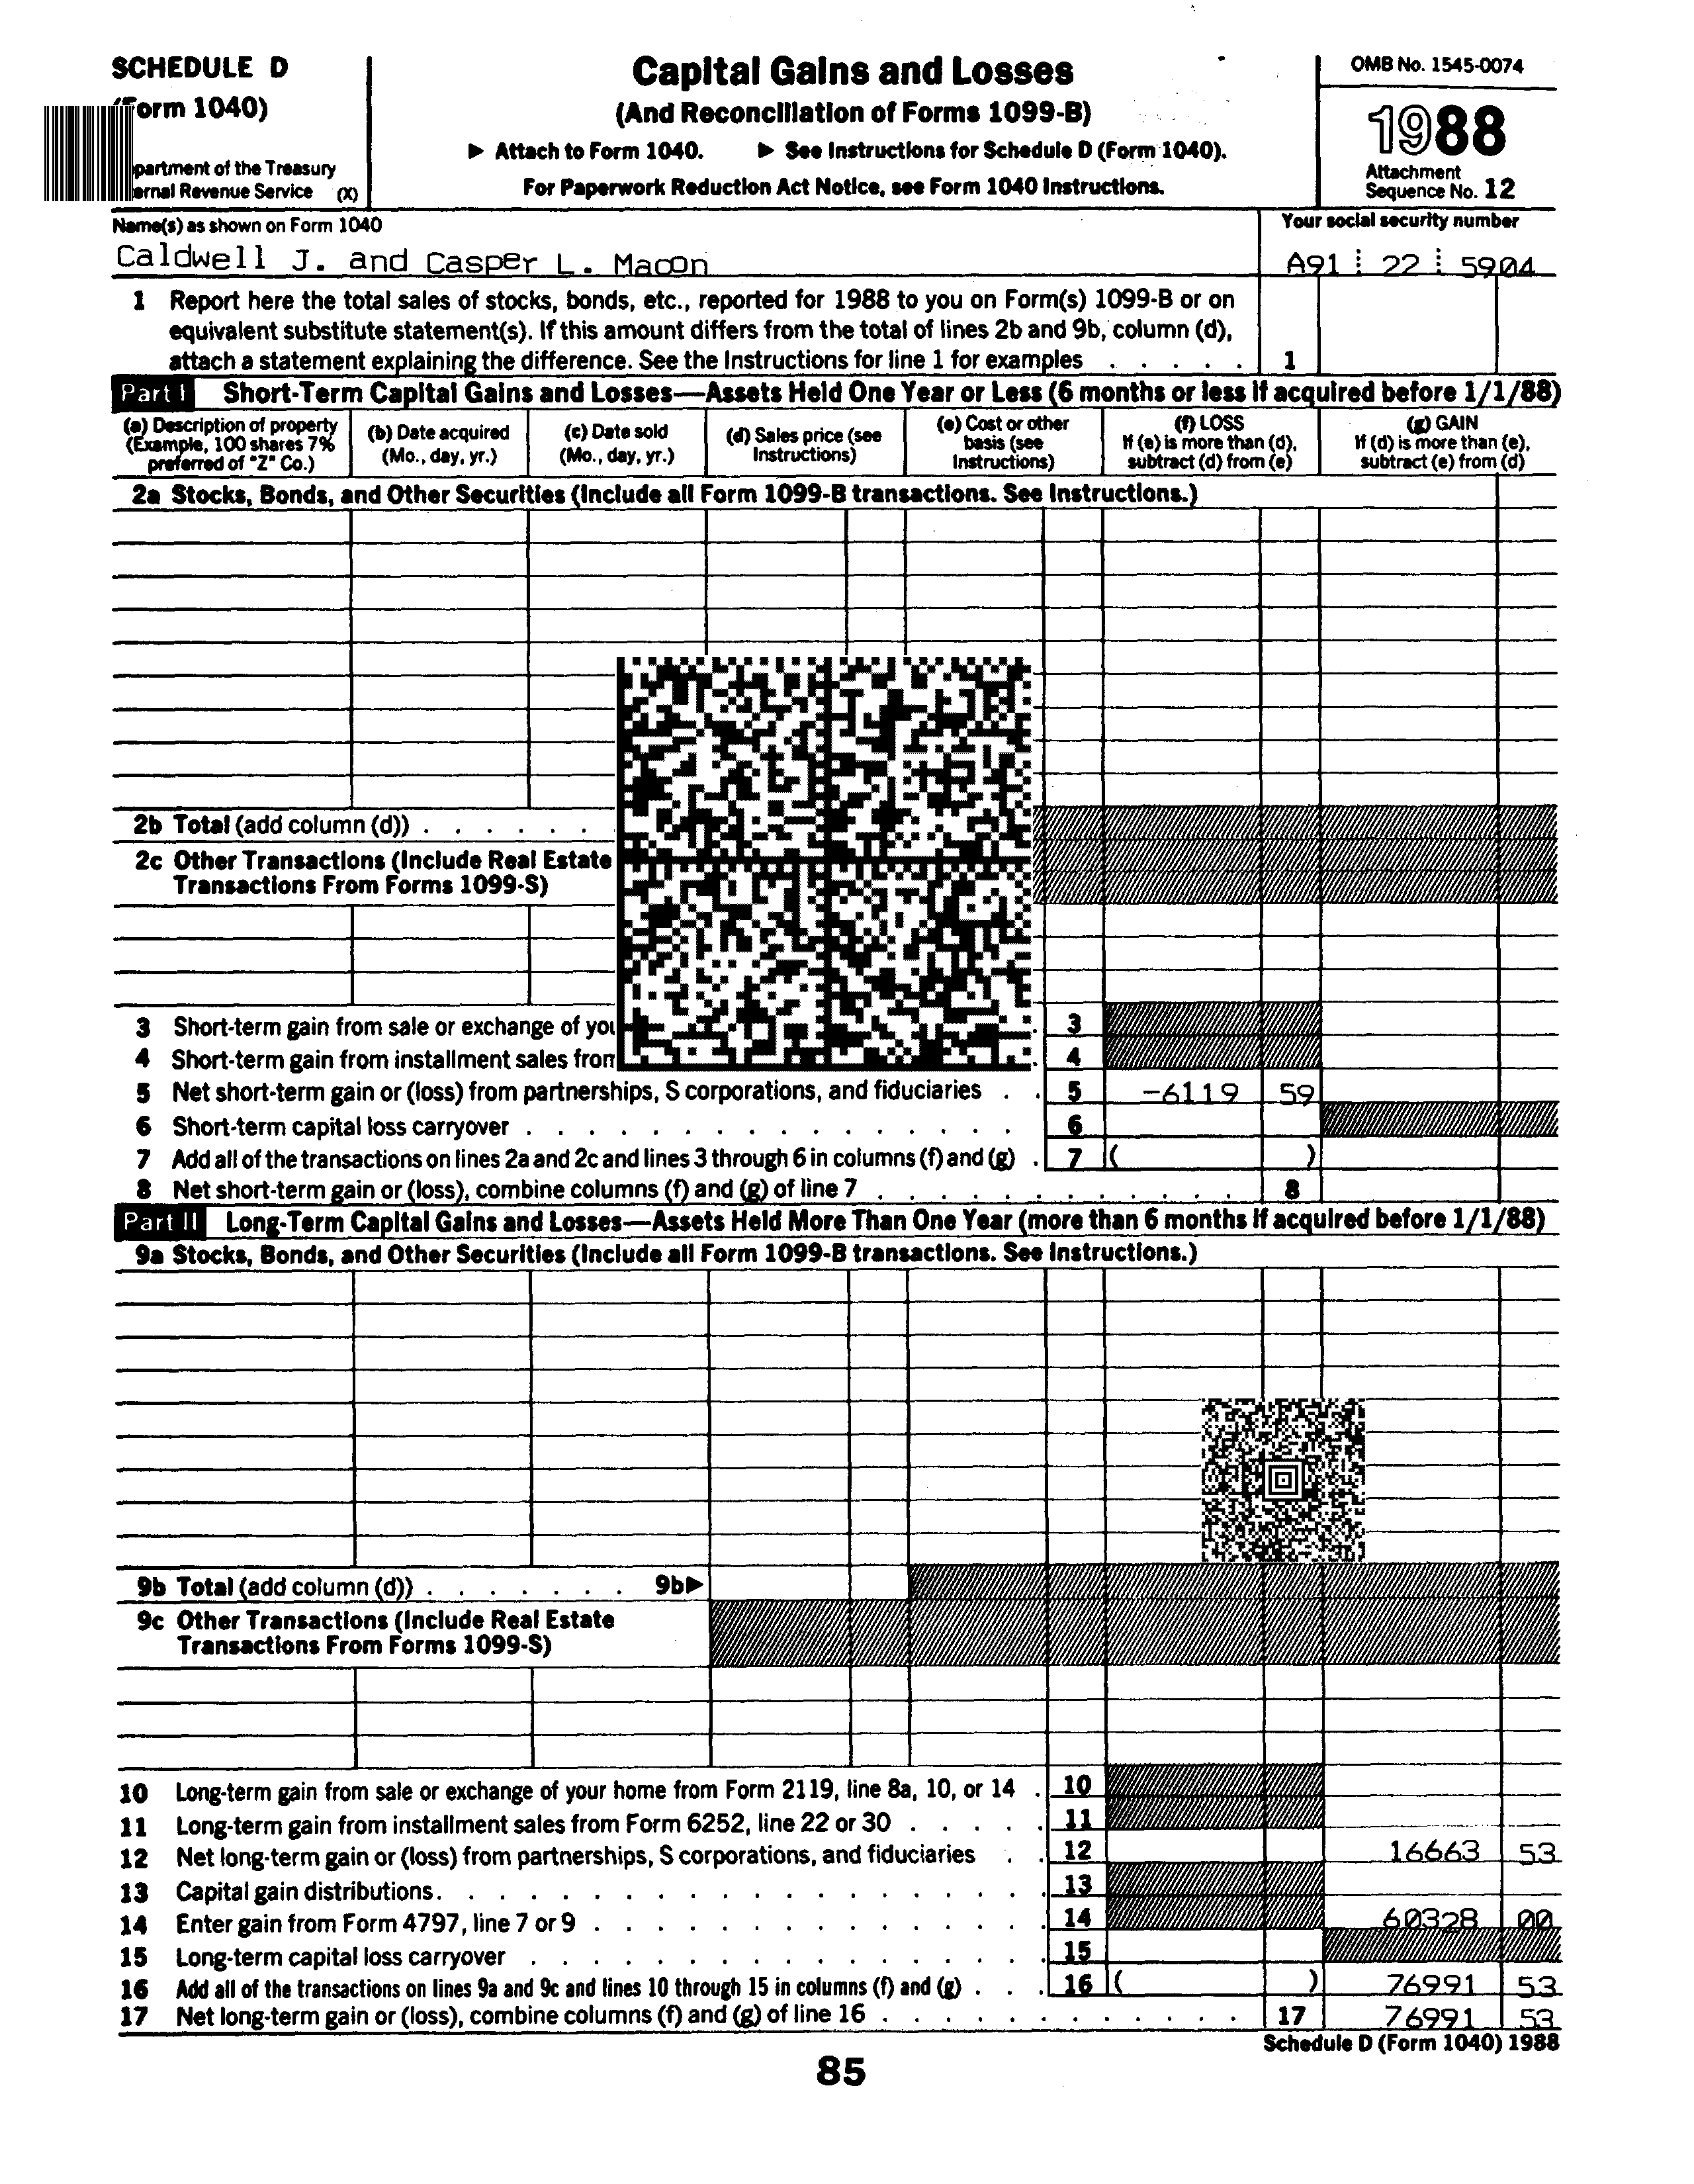 SCHEDULE D
(Form 1040)
partment of the Treasury
ernal Revenue Service (X)
Capital Gains and Losses
(And Reconciliation of Forms 1099-B)
▶ Attach to Form 1040. ▶ See Instructions for Schedule D (Form 1040).
For Paperwork Reduction Act Notice, see Form 1040 Instructions.
OMB No. 1545-0074
1988
Attachment
Sequence No. 12
Name(s) as shown on Form 1040
Caldwell J. and Casper L. Macon
Your social security number
A91 22 5904
1 Report here the total sales of stocks, bonds, etc., reported for 1988 to you on Form(s) 1099-B or on
equivalent substitute statement(s). If this amount differs from the total of lines 2b and 9b, column (d),
attach a statement explaining the difference. See the Instructions for line 1 for examples . . . . . 1
Part I Short-Term Capital Gains and Losses—Assets Held One Year or Less (6 months or less if acquired before 1/1/88)
(a) Description of property
(Example, 100 shares 7%
preferred of "Z" Co.)
(b) Date acquired
(Mo., day, yr.)
(c) Date sold
(Mo., day, yr.)
(d) Sales price (see
Instructions)
(e) Cost or other
basis (see
Instructions)
(f) LOSS
If (e) is more than (d),
subtract (d) from (e)
(g) GAIN
If (d) is more than (e),
subtract (e) from (d)
2a Stocks, Bonds, and Other Securities (Include all Form 1099-B transactions. See Instructions.)
2b Total (add column (d)) . . . . . .
2c Other Transactions (Include Real Estate
Transactions From Forms 1099-S)
3 Short-term gain from sale or exchange of you . 3
4 Short-term gain from installment sales from . 4
5 Net short-term gain or (loss) from partnerships, S corporations, and fiduciaries . . 5 -6119 59
6 Short-term capital loss carryover . . . . . . . . . . . . . . . . 6
7 Add all of the transactions on lines 2a and 2c and lines 3 through 6 in columns (f) and (g) . 7 ( )
8 Net short-term gain or (loss), combine columns (f) and (g) of line 7 . . . . . . . . . . . . 8
Part II Long-Term Capital Gains and Losses—Assets Held More Than One Year (more than 6 months if acquired before 1/1/88)
9a Stocks, Bonds, and Other Securities (Include all Form 1099-B transactions. See Instructions.)
9b Total (add column (d)) . . . . . . . 9b▶
9c Other Transactions (Include Real Estate
Transactions From Forms 1099-S)
10 Long-term gain from sale or exchange of your home from Form 2119, line 8a, 10, or 14 . 10
11 Long-term gain from installment sales from Form 6252, line 22 or 30 . . . . . 11
12 Net long-term gain or (loss) from partnerships, S corporations, and fiduciaries . . 12 16663 53
13 Capital gain distributions. . . . . . . . . . . . . . . . . . . . 13
14 Enter gain from Form 4797, line 7 or 9 . . . . . . . . . . . . . . . 14 60328 00
15 Long-term capital loss carryover . . . . . . . . . . . . . . . . . 15
16 Add all of the transactions on lines 9a and 9c and lines 10 through 15 in columns (f) and (g) . . . 16 ( ) 76991 53
17 Net long-term gain or (loss), combine columns (f) and (g) of line 16 . . . . . . . . . . . . 17 76991 53
Schedule D (Form 1040) 1988
85